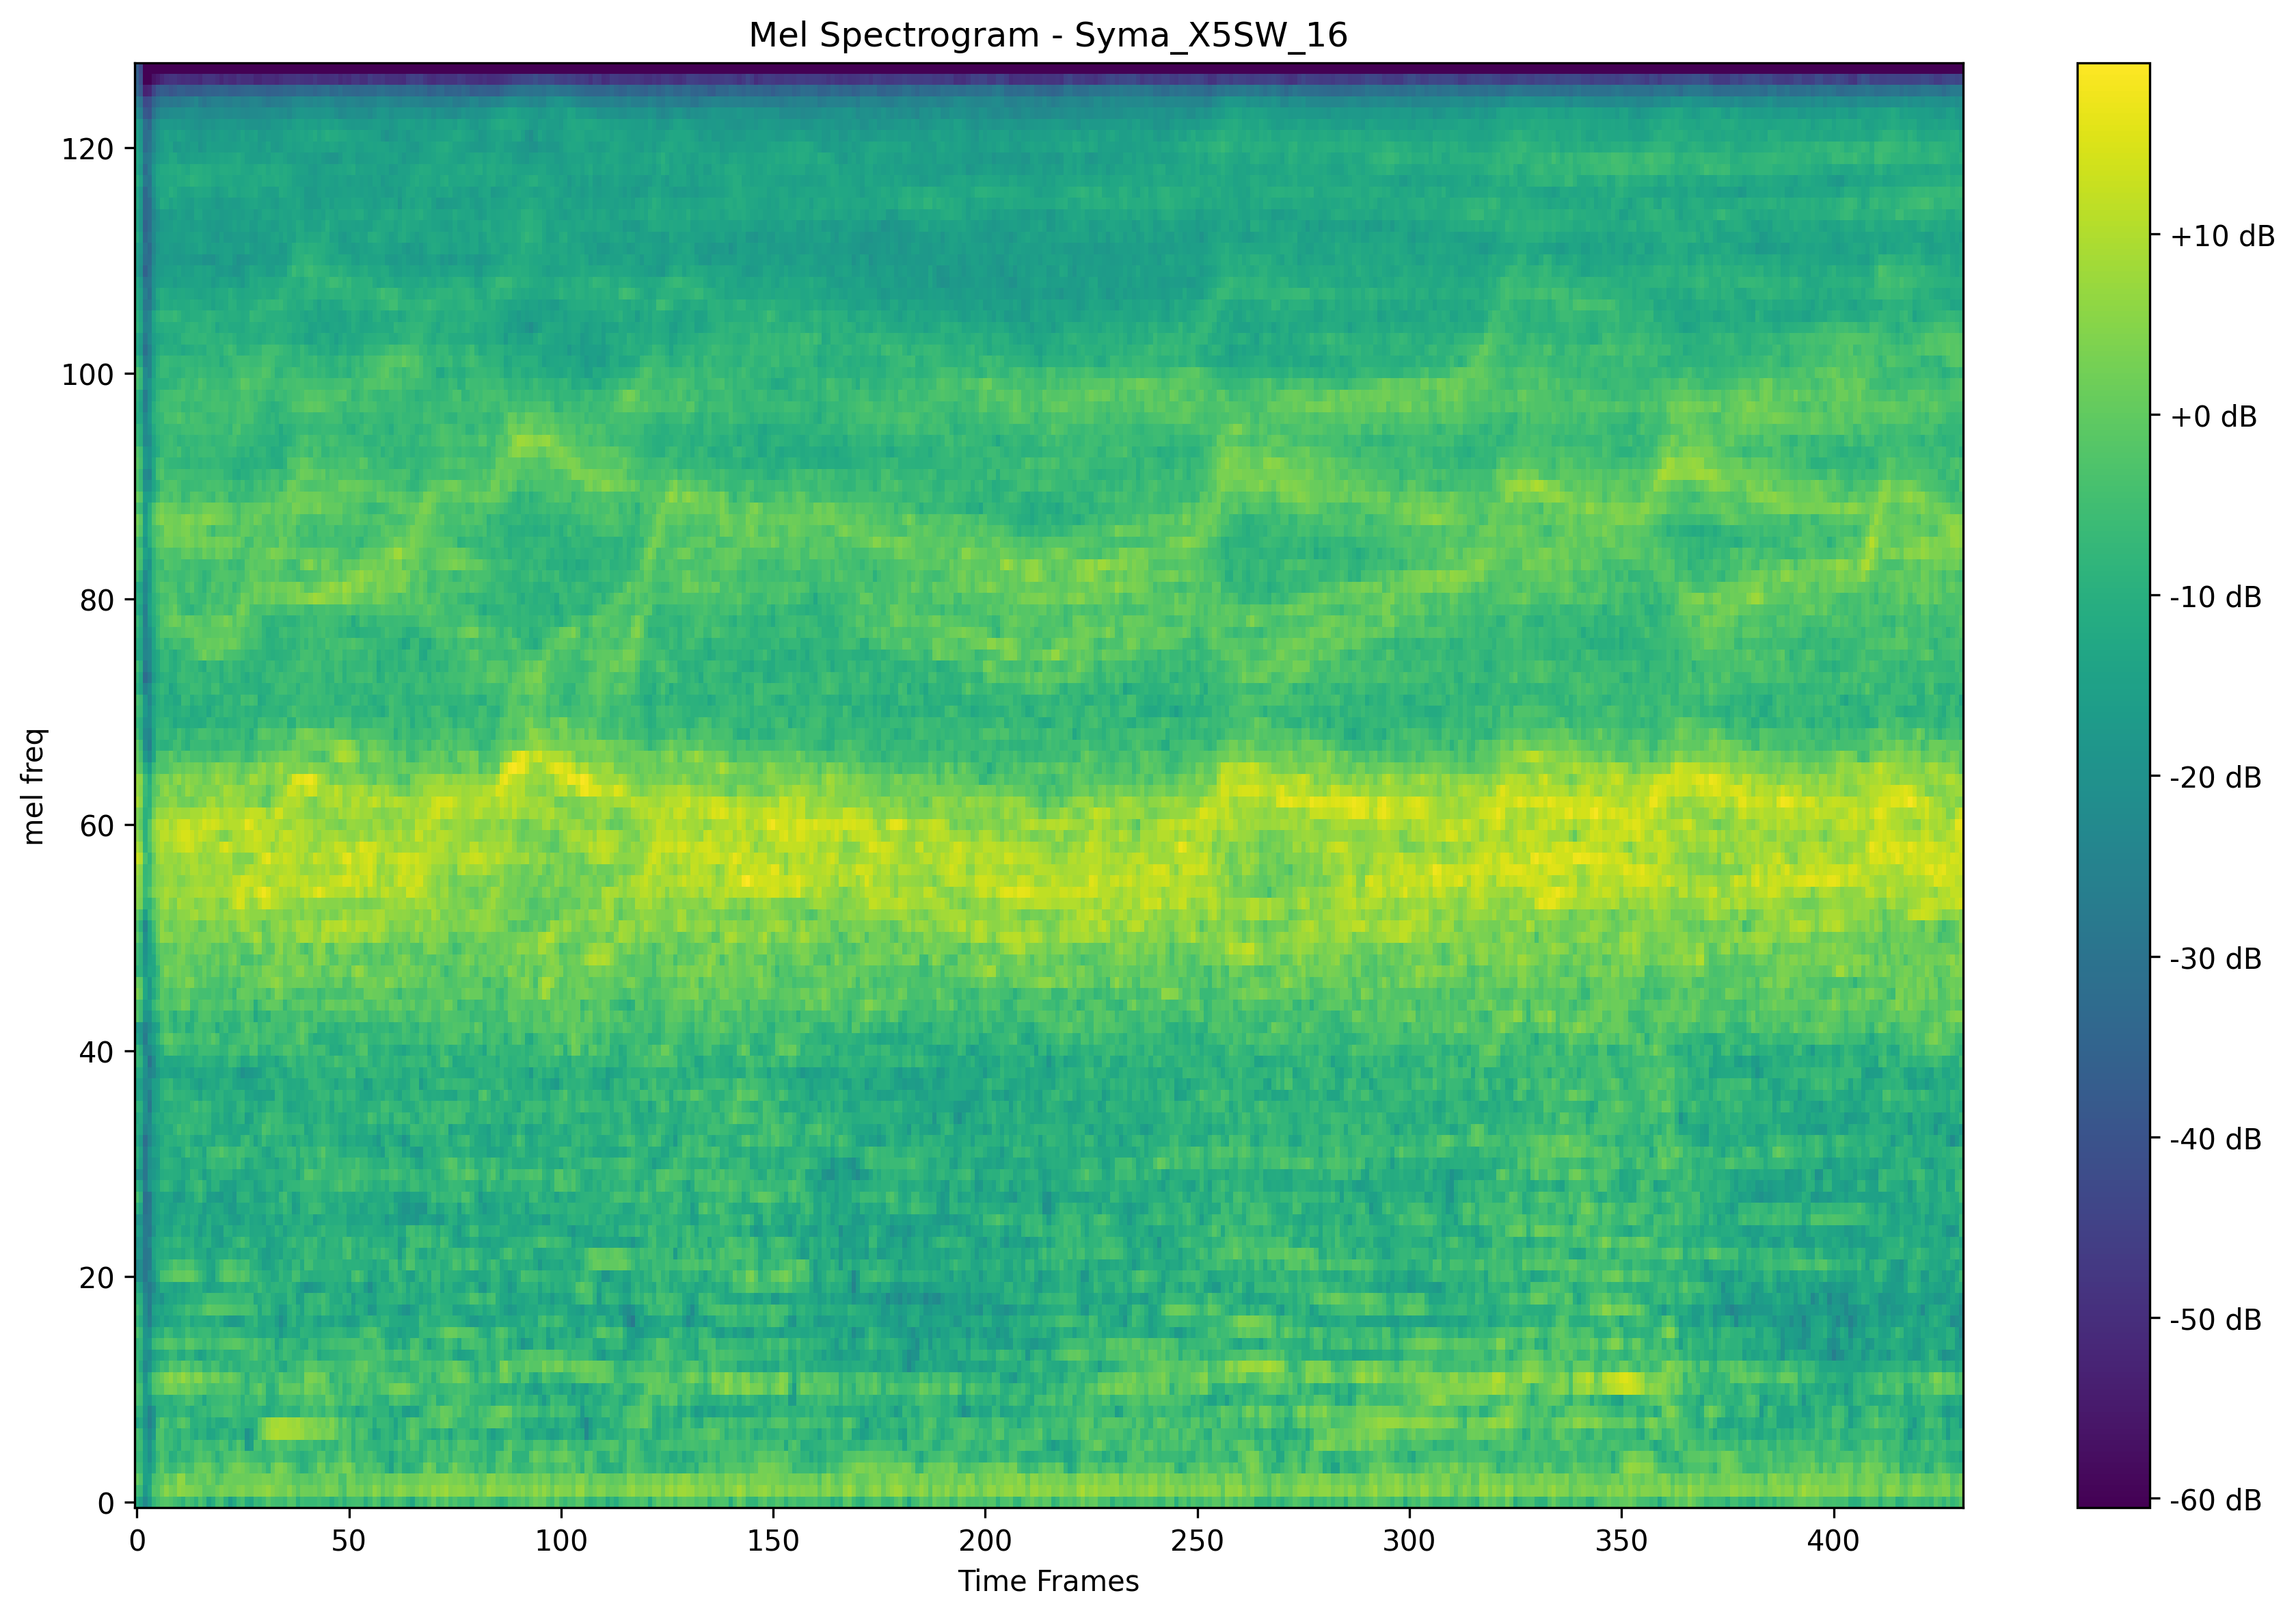 Mel Spectrogram - Syma_X5SW_16
mel freq
120
100
80
60
40
20
0
0 50 100 150 200 250 300 350 400
Time Frames
+10 dB
+0 dB
-10 dB
-20 dB
-30 dB
-40 dB
-50 dB
-60 dB